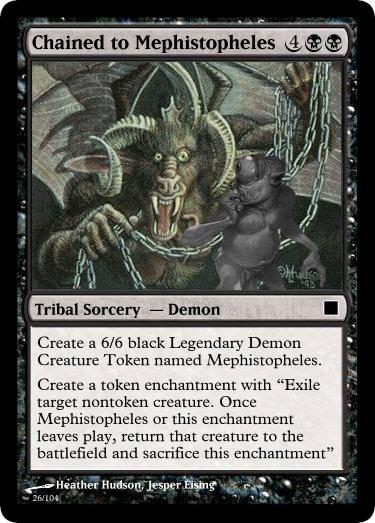 Chained to Mephistopheles 4
Tribal Sorcery — Demon
Create a 6/6 black Legendary Demon
Creature Token named Mephistopheles.
Create a token enchantment with “Exile
target nontoken creature. Once
Mephistopheles or this enchantment
leaves play, return that creature to the
battlefield and sacrifice this enchantment”
Heather Hudson, Jesper Eising
26/104